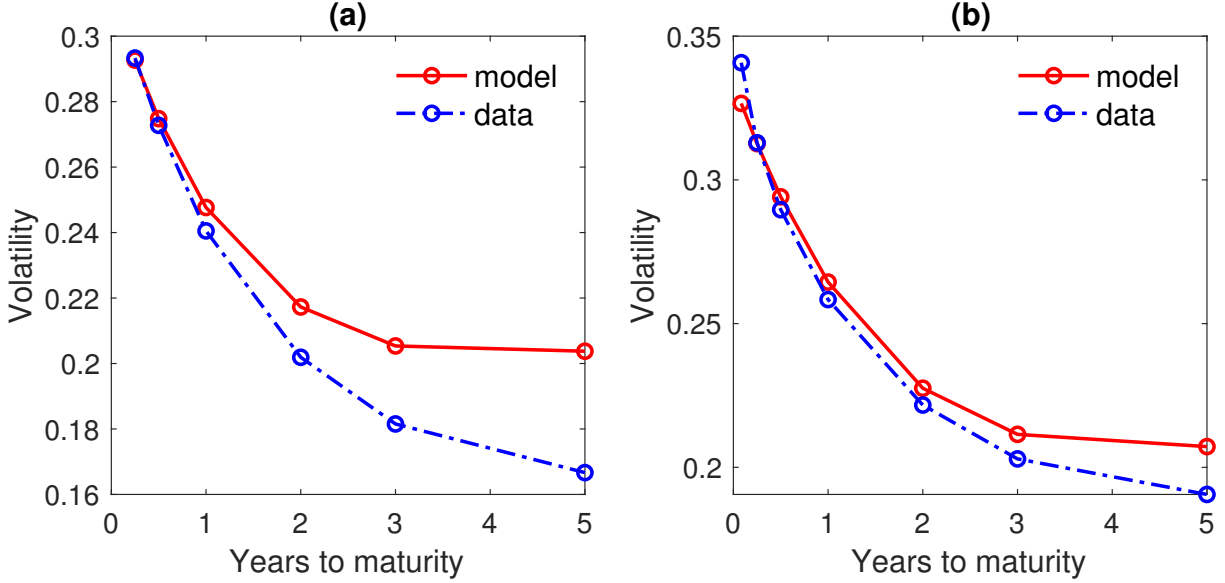 (a)
0.3
0.28
0.26
0.24
0.22
0.2
0.18
0.16
Volatility
model
data
0 1 2 3 4 5
Years to maturity
(b)
0.35
0.3
0.25
0.2
Volatility
model
data
0 1 2 3 4 5
Years to maturity